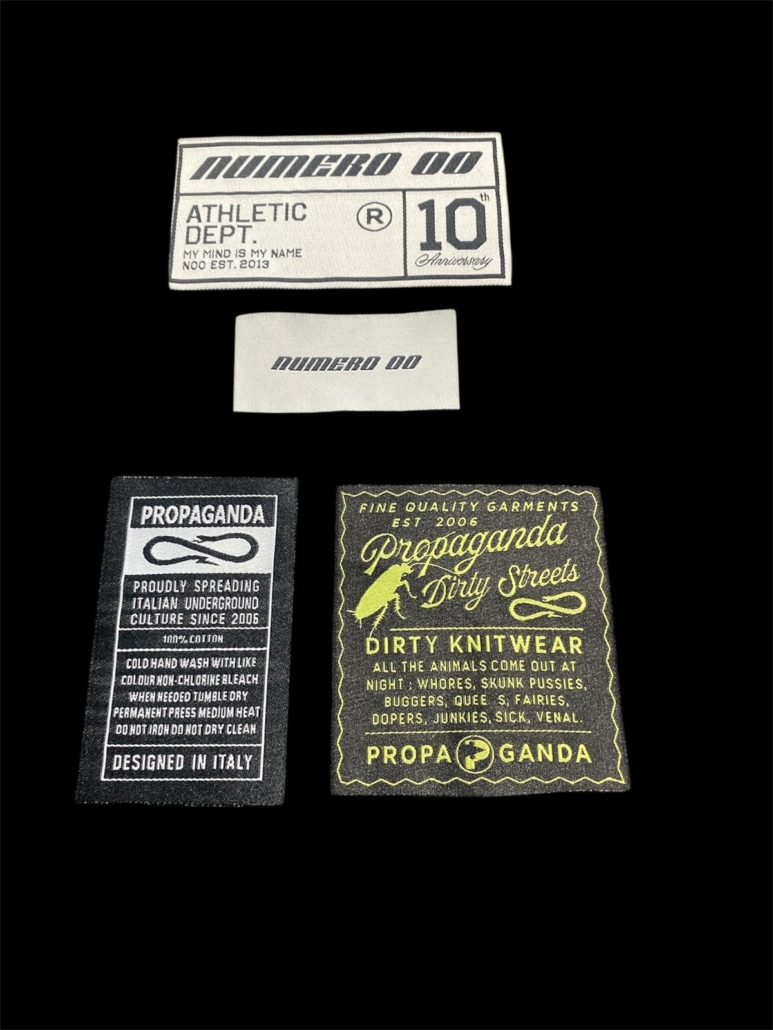 NUMERO 00
ATHLETIC
DEPT.
MY MIND IS MY NAME
NOO EST. 2013
®
10th
Anniversary
NUMERO 00
PROPAGANDA
PROUDLY SPREADING
ITALIAN UNDERGROUND
CULTURE SINCE 2006
100% COTTON
COLD HAND WASH WITH LIKE
COLOUR NON-CHLORINE BLEACH
WHEN NEEDED TUMBLE DRY
PERMANENT PRESS MEDIUM HEAT
DO NOT IRON DO NOT DRY CLEAN
DESIGNED IN ITALY
FINE QUALITY GARMENTS
EST 2006
Propaganda
Dirty Streets
DIRTY KNITWEAR
ALL THE ANIMALS COME OUT AT
NIGHT : WHORES, SKUNK PUSSIES,
BUGGERS, QUEE S, FAIRIES,
DOPERS, JUNKIES, SICK, VENAL.
PROPA P GANDA